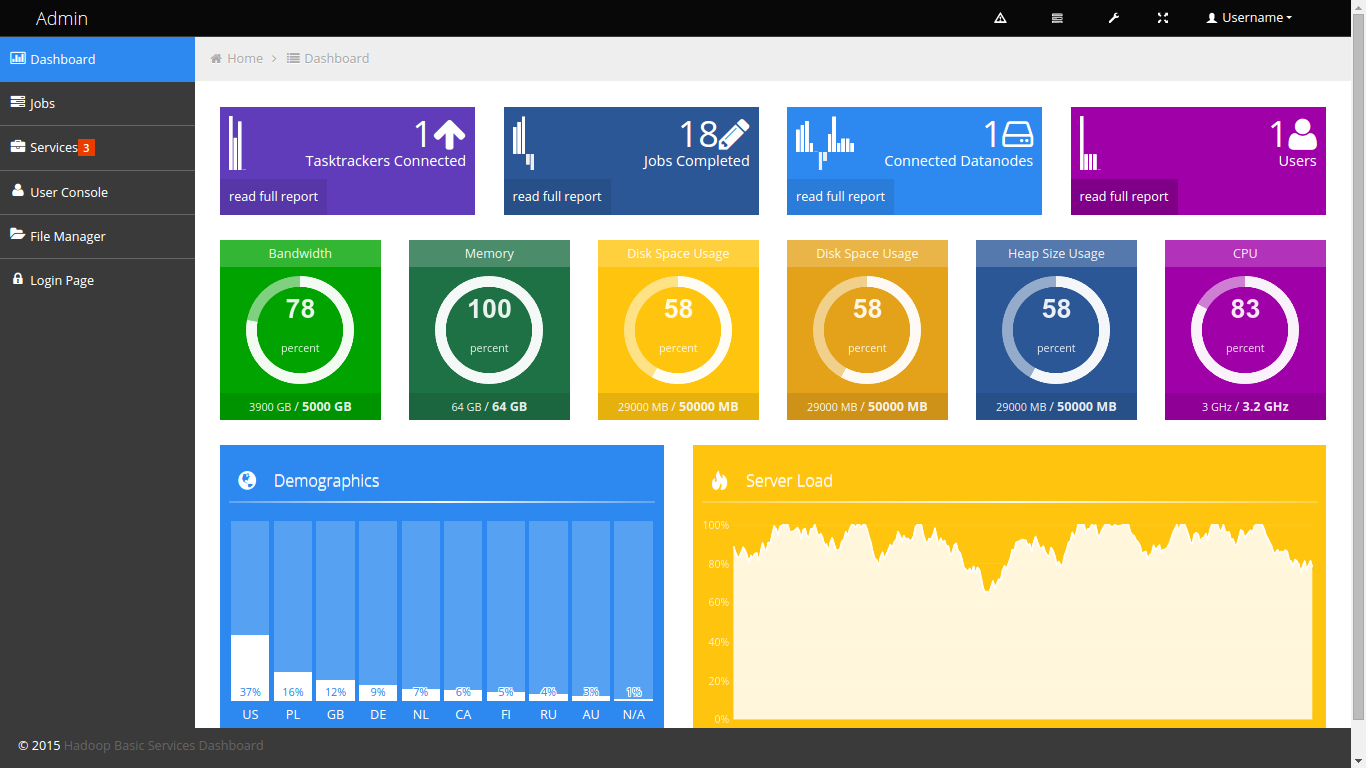 Admin
Username
Dashboard
Jobs
Services 3
User Console
File Manager
Login Page
Home > Dashboard
1
Tasktrackers Connected
read full report
18
Jobs Completed
read full report
1
Connected Datanodes
read full report
1
Users
read full report
Bandwidth
78
percent
3900 GB / 5000 GB
Memory
100
percent
64 GB / 64 GB
Disk Space Usage
58
percent
29000 MB / 50000 MB
Disk Space Usage
58
percent
29000 MB / 50000 MB
Heap Size Usage
58
percent
29000 MB / 50000 MB
CPU
83
percent
3 GHz / 3.2 GHz
Demographics
37% 16% 12% 9% 7% 6% 5% 4% 3% 1%
US PL GB DE NL CA FI RU AU N/A
Server Load
100%
80%
60%
40%
20%
0%
© 2015 Hadoop Basic Services Dashboard